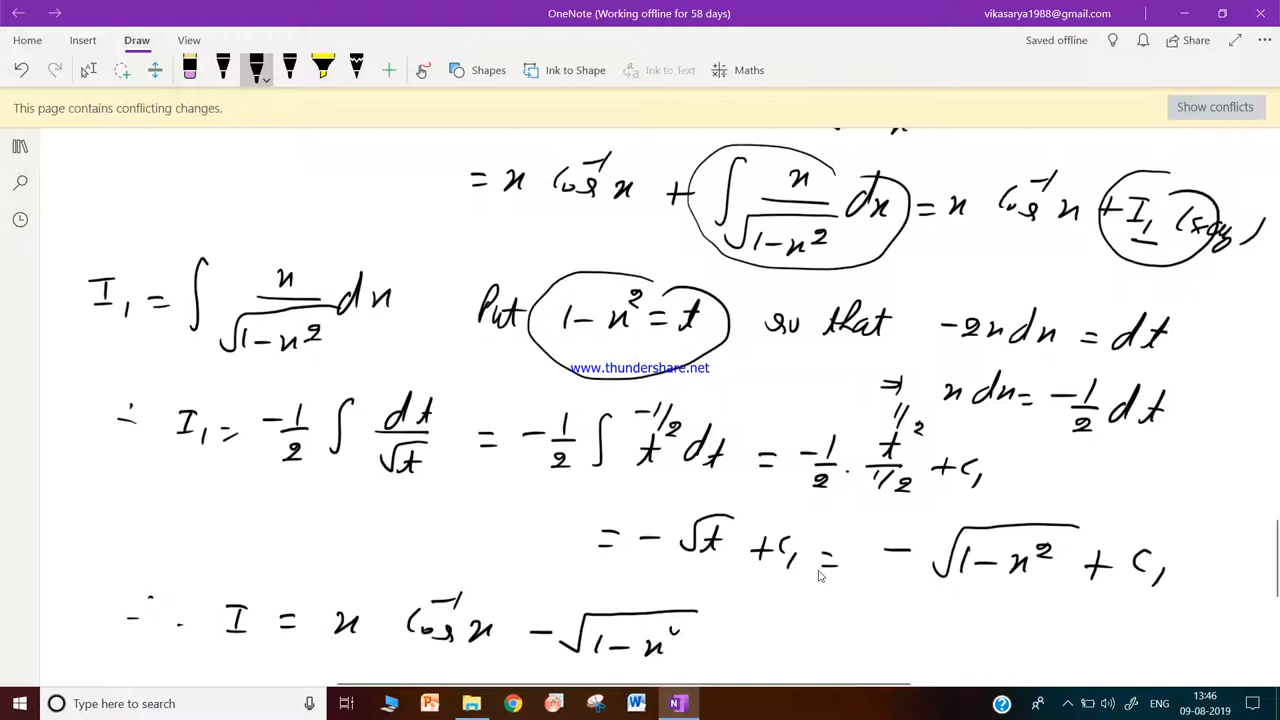 OneNote (Working offline for 58 days)
vikasarya1988@gmail.com
Home Insert Draw View
Saved offline Share
Shapes Ink to Shape Ink to Text Maths
This page contains conflicting changes. Show conflicts
= x cos⁻¹ x + ∫ x/√(1-x²) dx = x cos⁻¹ x + I₁ (say)
I₁ = ∫ x/√(1-x²) dx Put 1-x² = t so that -2x dx = dt
www.thundershare.net
⇒ x dx = -1/2 dt
∴ I₁ = -1/2 ∫ dt/√t = -1/2 ∫ t^(-1/2) dt = -1/2 · t^(1/2)/(1/2) + c₁
= -√t + c₁ = -√(1-x²) + c₁
∴ I = x cos⁻¹ x - √(1-x
Type here to search
ENG
13:46
09-08-2019